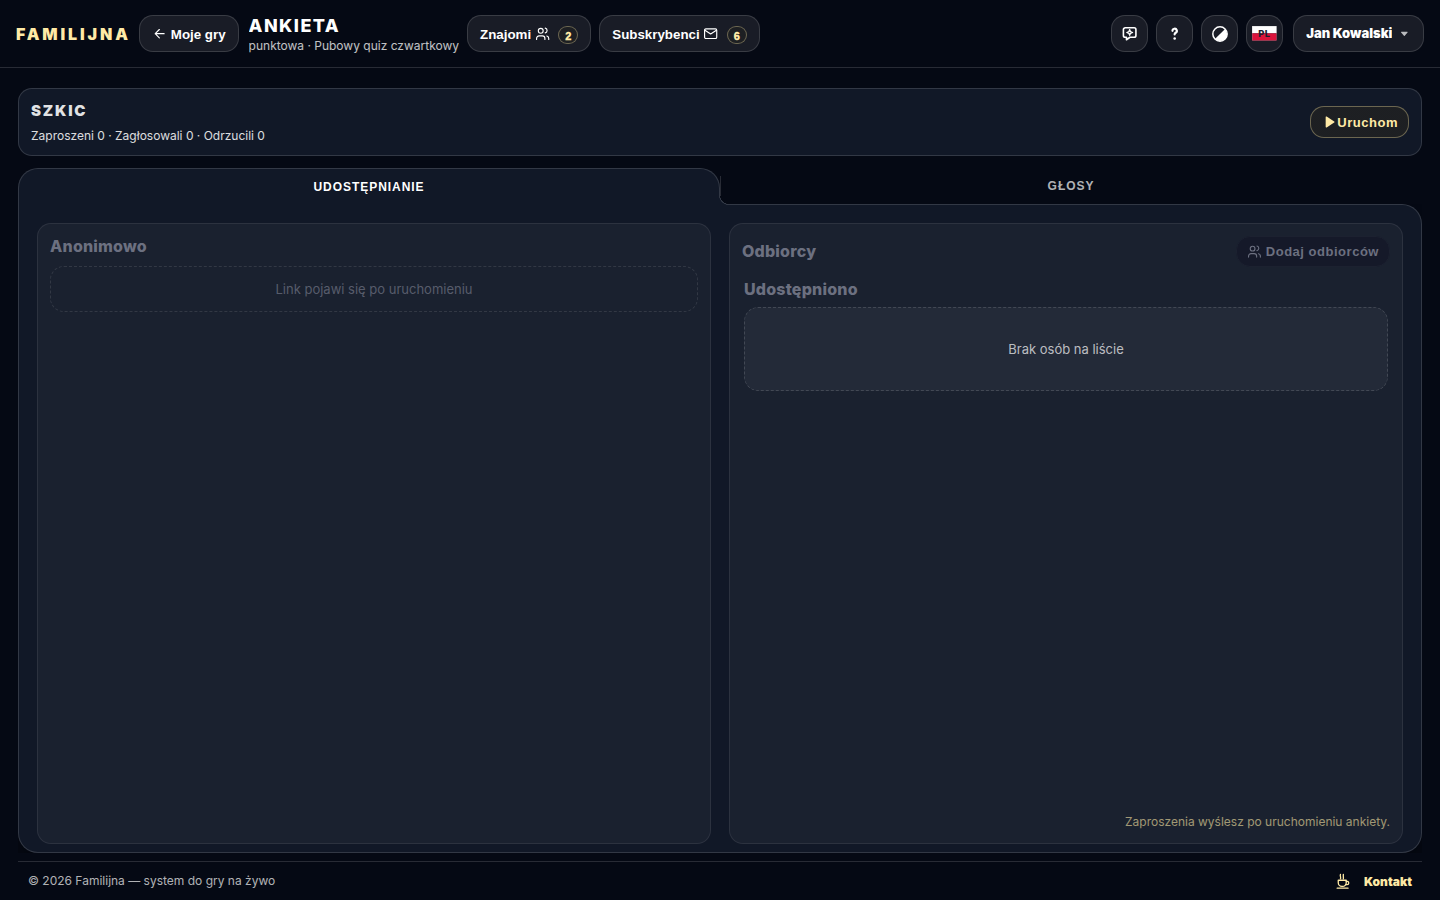 FAMILIJNA
← Moje gry
ANKIETA
punktowa · Pubowy quiz czwartkowy
Znajomi 2
Subskrybenci 6
?
PL
Jan Kowalski
SZKIC
Zaproszeni 0 · Zagłosowali 0 · Odrzucili 0
Uruchom
UDOSTĘPNIANIE
GŁOSY
Anonimowo
Link pojawi się po uruchomieniu
Odbiorcy
Dodaj odbiorców
Udostępniono
Brak osób na liście
Zaproszenia wyślesz po uruchomieniu ankiety.
© 2026 Familijna — system do gry na żywo
Kontakt